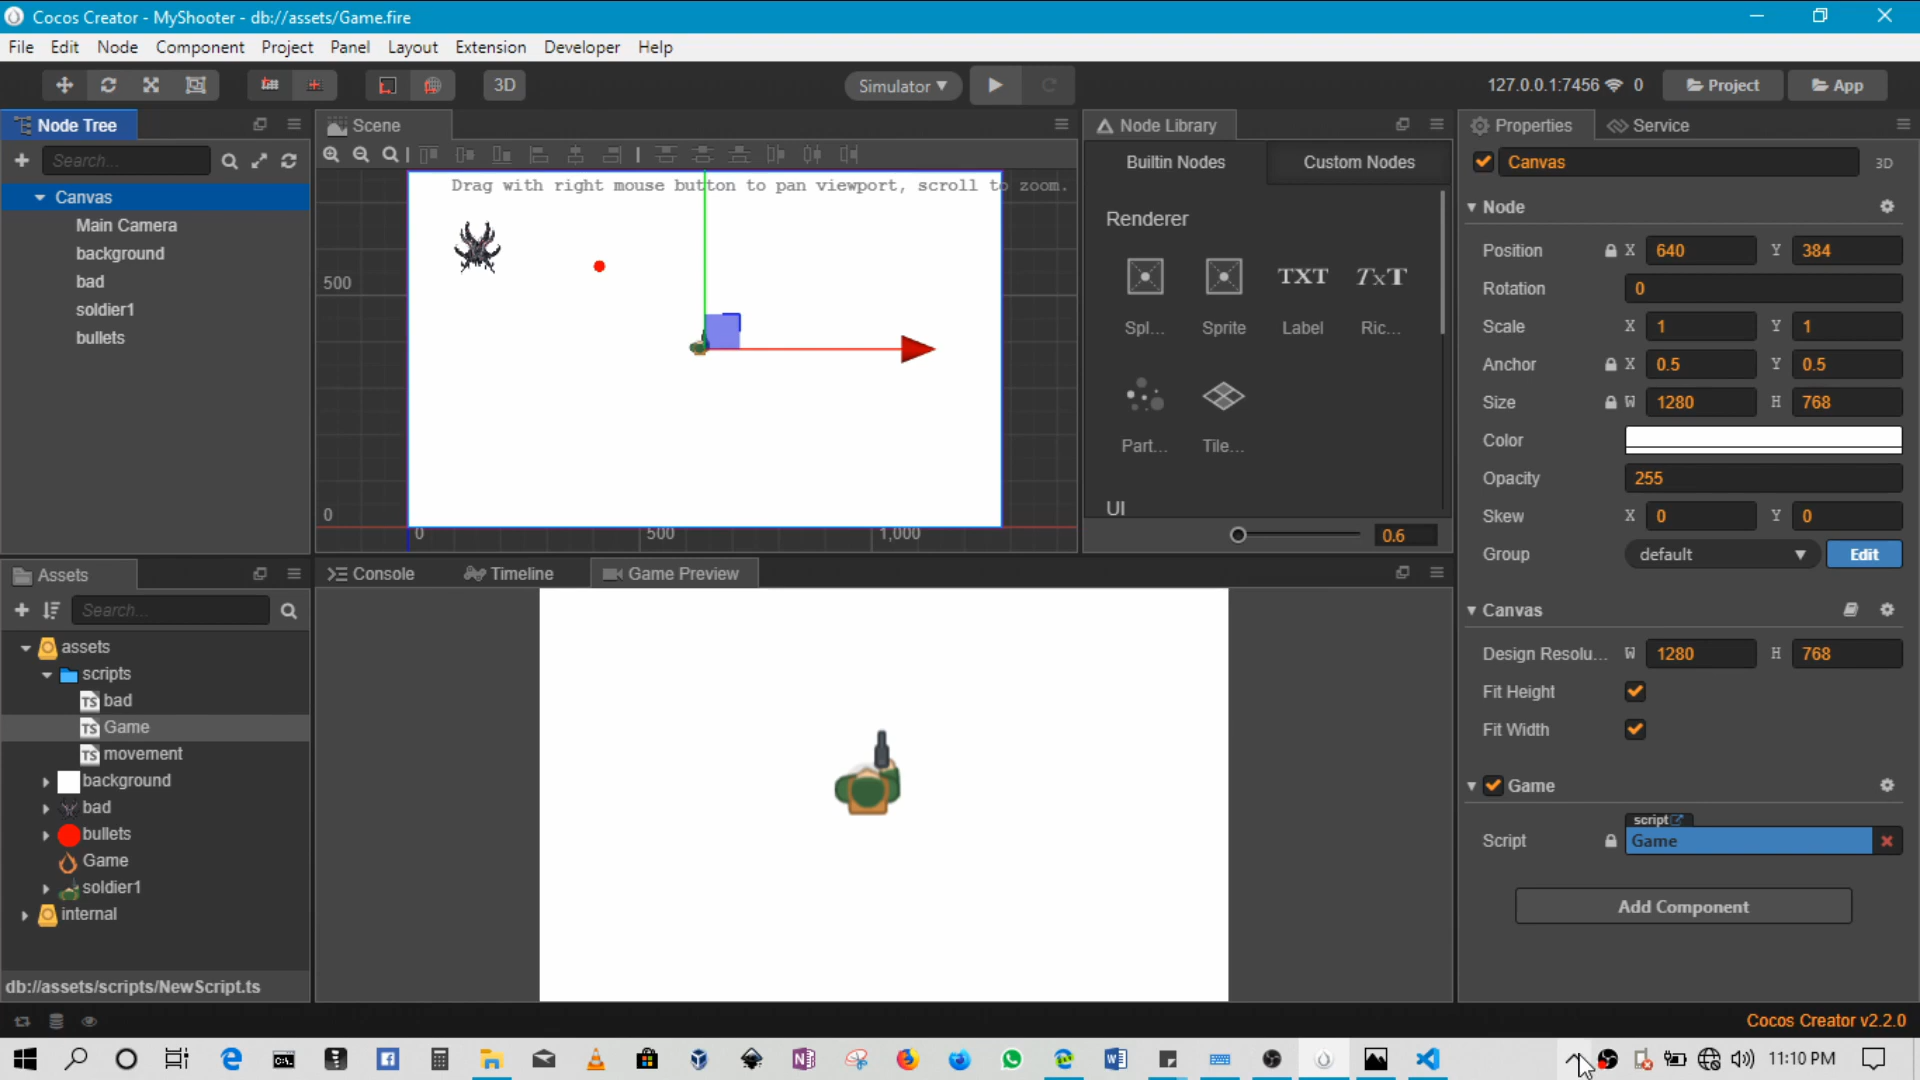 Cocos Creator - MyShooter - db://assets/Game.fire
File Edit Node Component Project Panel Layout Extension Developer Help
3D
Simulator
127.0.0.1:7456 0
Project
App
Node Tree
Search...
Canvas
Main Camera
background
bad
soldier1
bullets
Scene
Drag with right mouse button to pan viewport, scroll to zoom.
500
0
0 500 1,000
Node Library
Builtin Nodes Custom Nodes
Renderer
TXT TxT
Spl... Sprite Label Ric...
Part... Tile...
UI
0.6
Properties Service
Canvas 3D
Node
Position X 640 Y 384
Rotation 0
Scale X 1 Y 1
Anchor X 0.5 Y 0.5
Size W 1280 H 768
Color
Opacity 255
Skew X 0 Y 0
Group default Edit
Canvas
Design Resolu... W 1280 H 768
Fit Height
Fit Width
Game
script
Script Game
Add Component
Assets
Search...
assets
scripts
TS bad
TS Game
TS movement
background
bad
bullets
Game
soldier1
internal
db://assets/scripts/NewScript.ts
Console Timeline Game Preview
Cocos Creator v2.2.0
11:10 PM